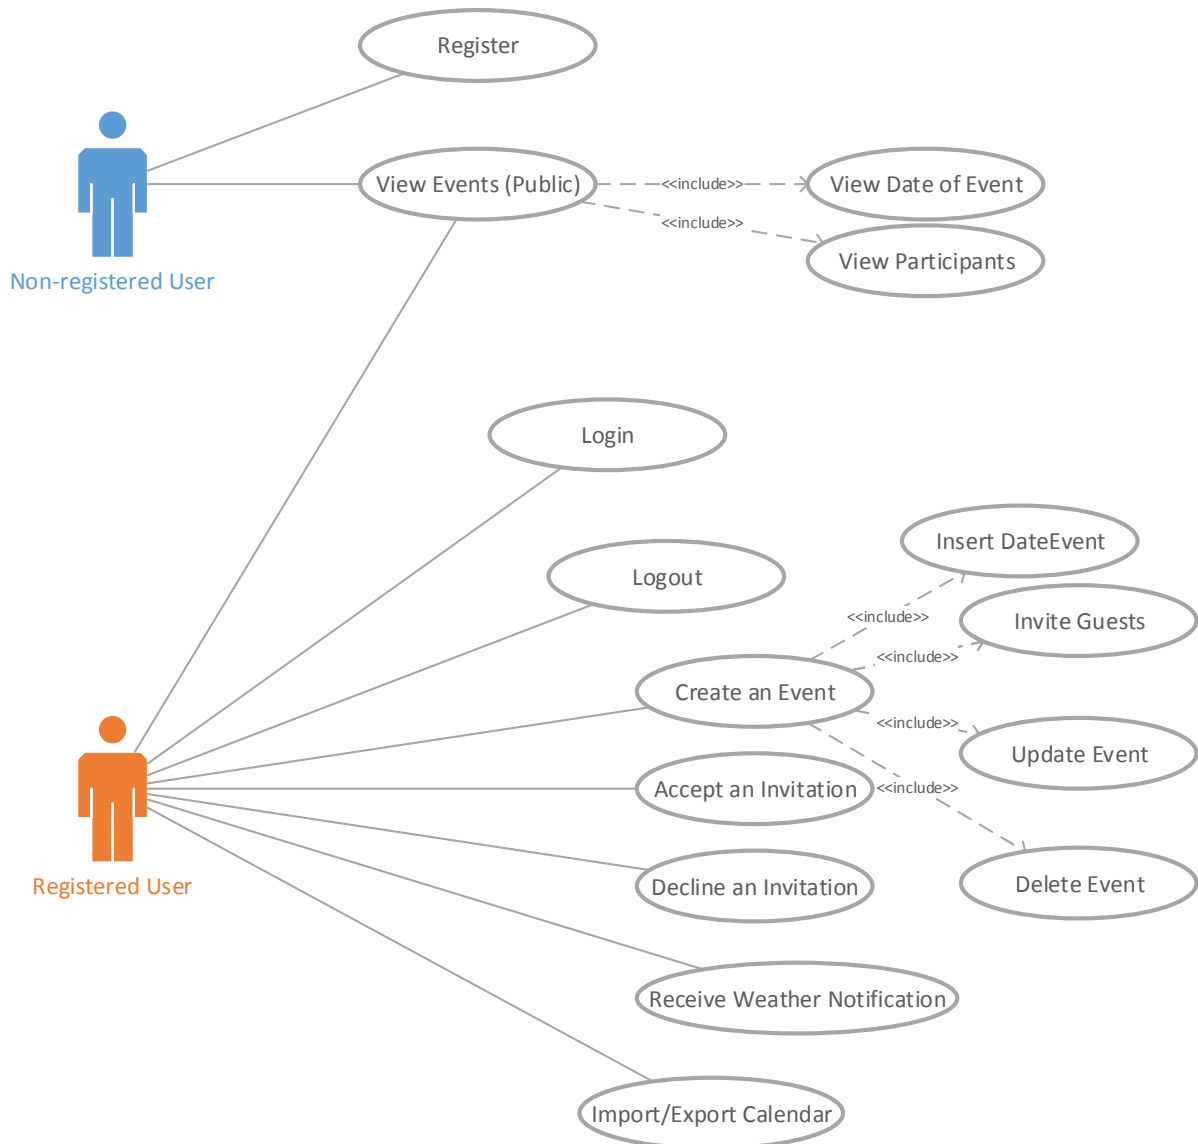 Register
View Events (Public)
<<include>>
View Date of Event
<<include>>
View Participants
Non-registered User
Login
Insert DateEvent
Logout
<<include>>
Invite Guests
<<include>>
Create an Event
<<include>>
Update Event
Accept an Invitation
<<include>>
Registered User
Decline an Invitation
Delete Event
Receive Weather Notification
Import/Export Calendar